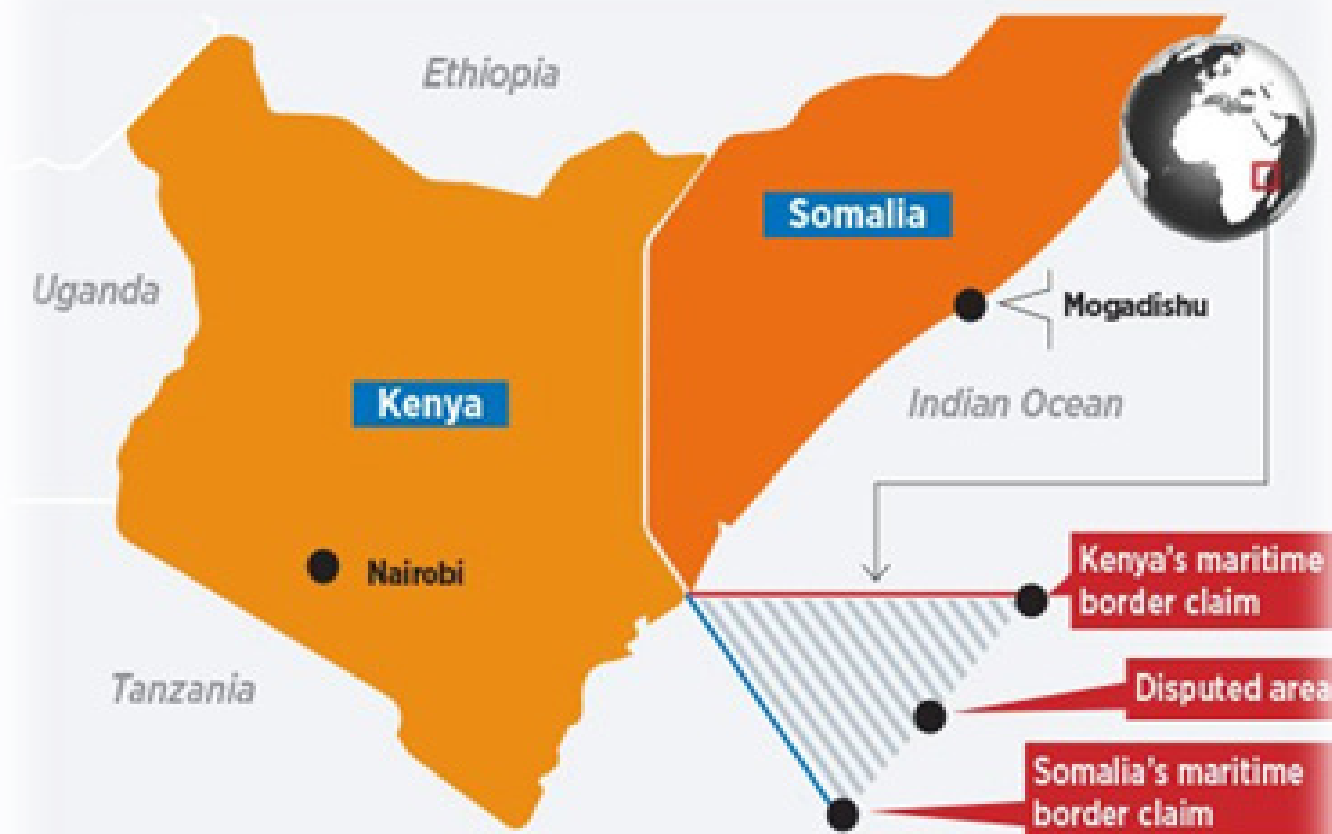 Ethiopia
Somalia
Uganda
Mogadishu
Kenya
Indian Ocean
Nairobi
Kenya's maritime
border claim
Tanzania
Disputed area
Somalia's maritime
border claim